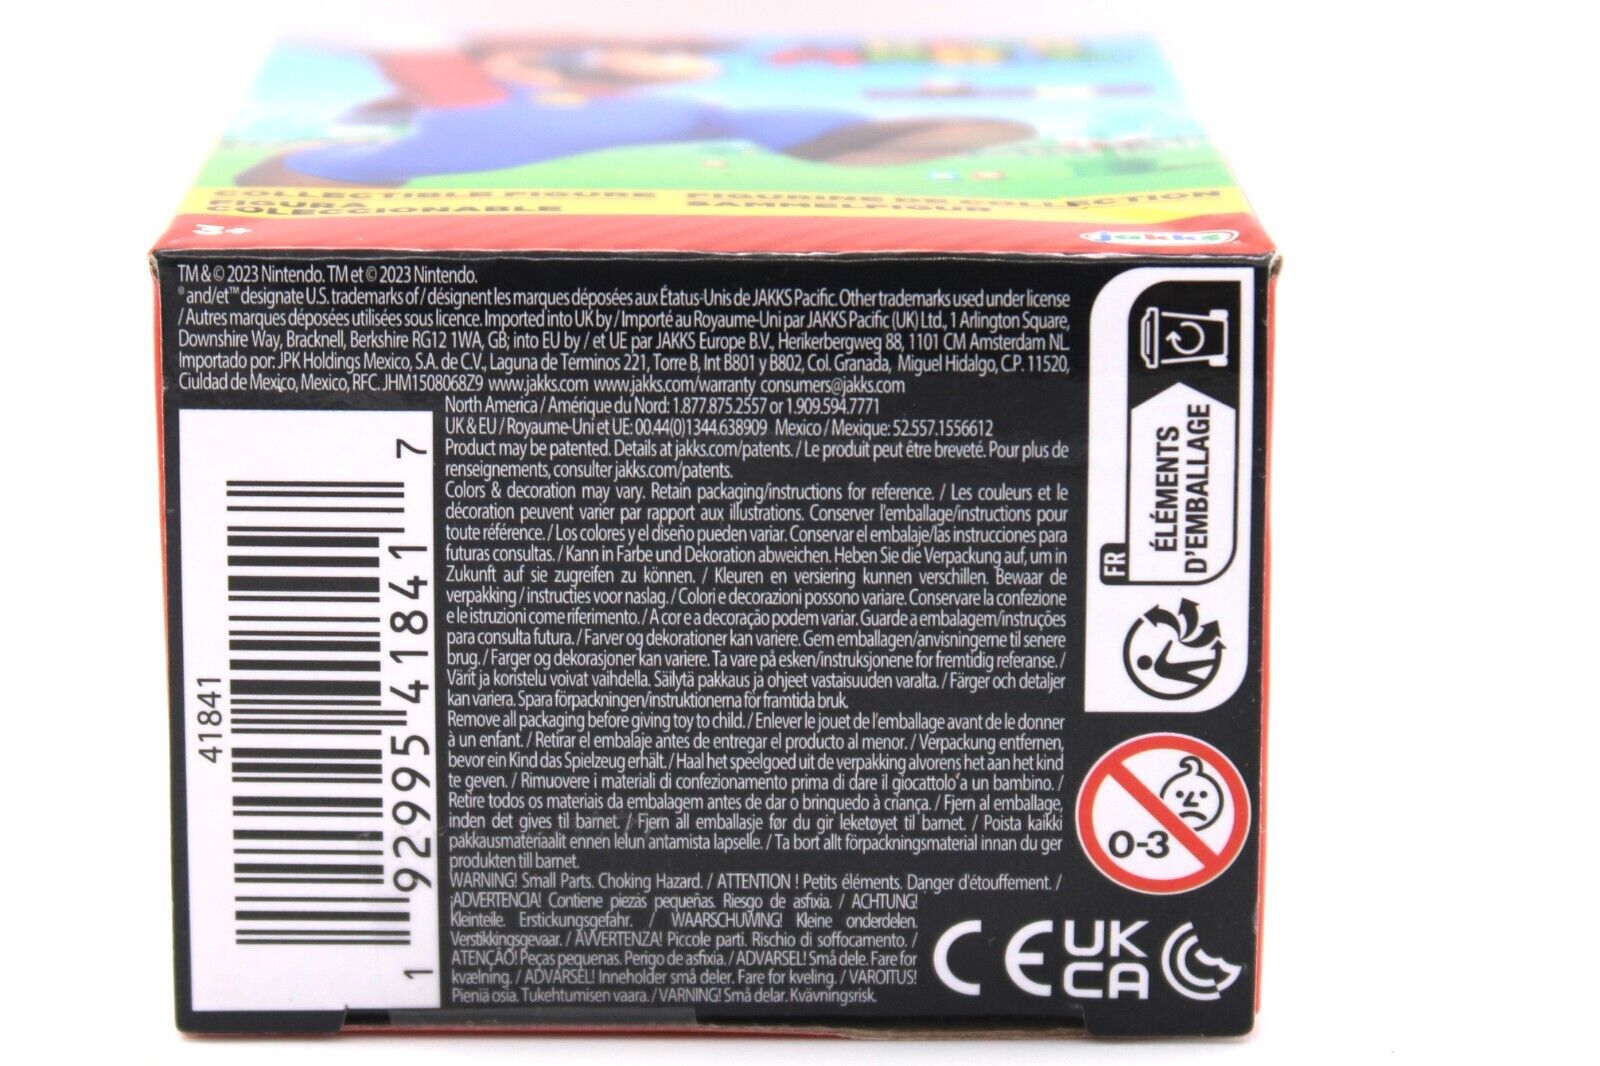 COLLECTIBLE FIGURE FIGURINE DE COLLECTION
FIGURA SAMMELFIGUR
COLECCIONABLE
3+
JAKKS
TM & © 2023 Nintendo. TM et © 2023 Nintendo.
® and/et ™ designate U.S. trademarks of / désignent les marques déposées aux États-Unis de JAKKS Pacific. Other trademarks used under license
/ Autres marques déposées utilisées sous licence. Imported into UK by / Importé au Royaume-Uni par JAKKS Pacific (UK) Ltd., 1 Arlington Square,
Downshire Way, Bracknell, Berkshire RG12 1WA, GB; into EU by / et UE par JAKKS Europe B.V., Herikerbergweg 88, 1101 CM Amsterdam NL
Importado por: JPK Holdings Mexico, S.A. de C.V., Laguna de Terminos 221, Torre B, Int B801 y B802, Col. Granada, Miguel Hidalgo, C.P. 11520,
Ciuldad de Mexico, Mexico, RFC. JHM1508068Z9 www.jakks.com www.jakks.com/warranty consumers@jakks.com
North America / Amérique du Nord: 1.877.875.2557 or 1.909.594.7771
UK & EU / Royaume-Uni et UE: 00.44(0)1344.638909 Mexico / Mexique: 52.557.1556612
Product may be patented. Details at jakks.com/patents. / Le produit peut être breveté. Pour plus de
renseignements, consulter jakks.com/patents.
Colors & decoration may vary. Retain packaging/instructions for reference. / Les couleurs et le
décoration peuvent varier par rapport aux illustrations. Conserver l'emballage/instructions pour
toute référence. / Los colores y el diseño pueden variar. Conservar el embalaje/las instrucciones para
futuras consultas. / Kann in Farbe und Dekoration abweichen. Heben Sie die Verpackung auf, um in
Zukunft auf sie zugreifen zu können. / Kleuren en versiering kunnen verschillen. Bewaar de
verpakking / instructies voor naslag. / Colori e decorazioni possono variare. Conservare la confezione
e le istruzioni come riferimento. / A cor e a decoração podem variar. Guarde a embalagem/instruções
para consulta futura. / Farver og dekorationer kan variere. Gem emballagen/anvisningerne til senere
brug. / Farger og dekorasjoner kan variere. Ta vare på esken/instruksjonene for fremtidig referanse. /
Värit ja koristelu voivat vaihdella. Säilytä pakkaus ja ohjeet vastaisuuden varalta. / Färger och detaljer
kan variera. Spara förpackningen/instruktionerna för framtida bruk.
Remove all packaging before giving toy to child. / Enlever le jouet de l'emballage avant de le donner
à un enfant. / Retirar el embalaje antes de entregar el producto al menor. / Verpackung entfernen,
bevor ein Kind das Spielzeug erhält. / Haal het speelgoed uit de verpakking alvorens het aan het kind
te geven. / Rimuovere i materiali di confezionamento prima di dare il giocattolo a un bambino. /
Retire todos os materiais da embalagem antes de dar o brinquedo à criança. / Fjern al emballage,
inden det gives til barnet. / Fjern all emballasje før du gir leketøyet til barnet. / Poista kaikki
pakkausmateriaalit ennen lelun antamista lapselle. / Ta bort allt förpackningsmaterial innan du ger
produkten till barnet.
WARNING! Small Parts. Choking Hazard. / ATTENTION ! Petits éléments. Danger d'étouffement. /
¡ADVERTENCIA! Contiene piezas pequeñas. Riesgo de asfixia. / ACHTUNG!
Kleinteile. Erstickungsgefahr. / WAARSCHUWING! Kleine onderdelen.
Verstikkingsgevaar. / AVVERTENZA! Piccole parti. Rischio di soffocamento. /
ATENÇÃO! Peças pequenas. Perigo de asfixia. / ADVARSEL! Små dele. Fare for
kvælning. / ADVARSEL! Inneholder små deler. Fare for kveling. / VAROITUS!
Pieniä osia. Tukehtumisen vaara. / VARNING! Små delar. Kvävningsrisk.
41841
1 92995 41841 7
FR
ÉLÉMENTS
D'EMBALLAGE
0-3
CE
UK
CA